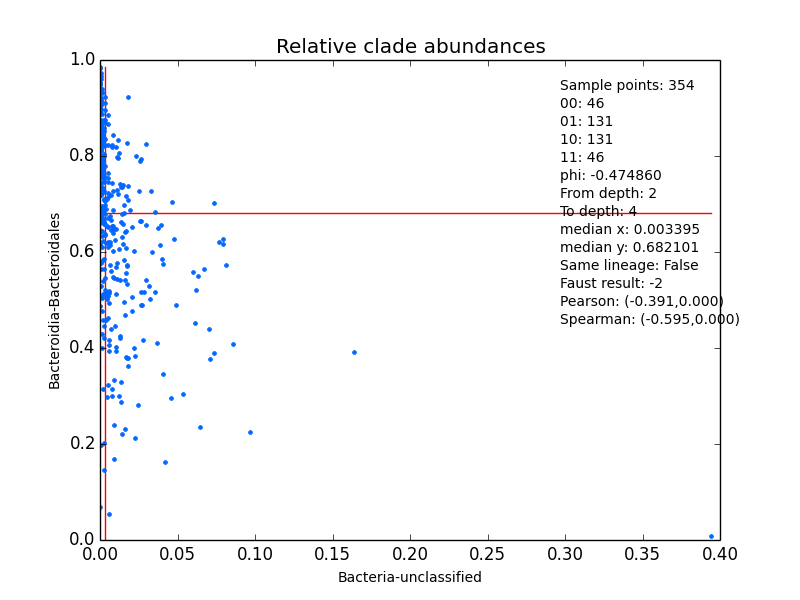 Relative clade abundances
1.0
0.8
0.6
0.4
0.2
0.0
Bacteroidia-Bacteroidales
Sample points: 354
00: 46
01: 131
10: 131
11: 46
phi: -0.474860
From depth: 2
To depth: 4
median x: 0.003395
median y: 0.682101
Same lineage: False
Faust result: -2
Pearson: (-0.391,0.000)
Spearman: (-0.595,0.000)
0.00 0.05 0.10 0.15 0.20 0.25 0.30 0.35 0.40
Bacteria-unclassified